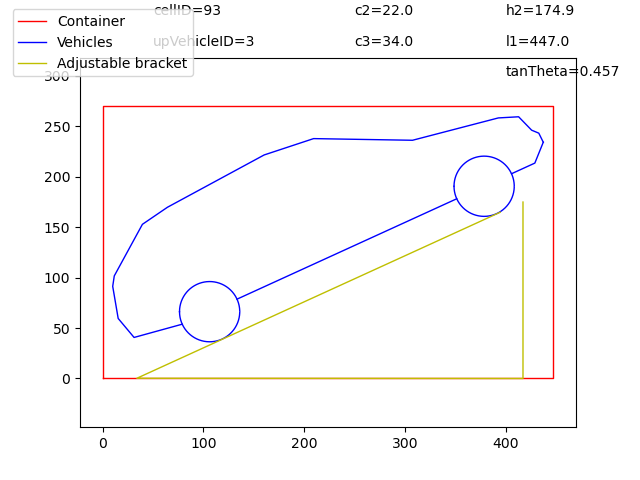 cellID=93 c2=22.0 h2=174.9
Container
Vehicles upVehicleID=3 c3=34.0 l1=447.0
Adjustable bracket tanTheta=0.457
300
250
200
150
100
50
0
0 100 200 300 400